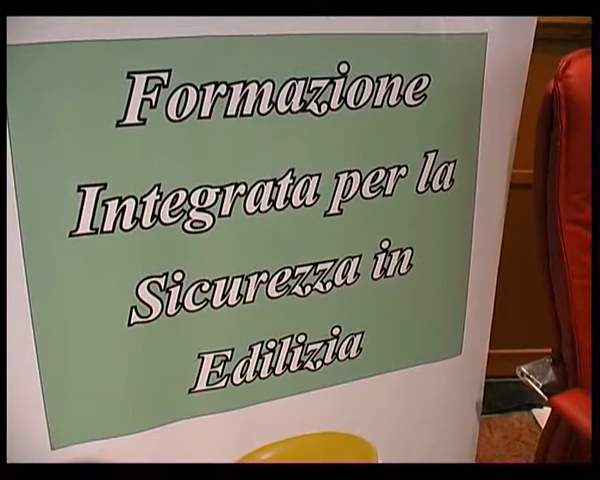 Formazione
Integrata per la
Sicurezza in
Edilizia